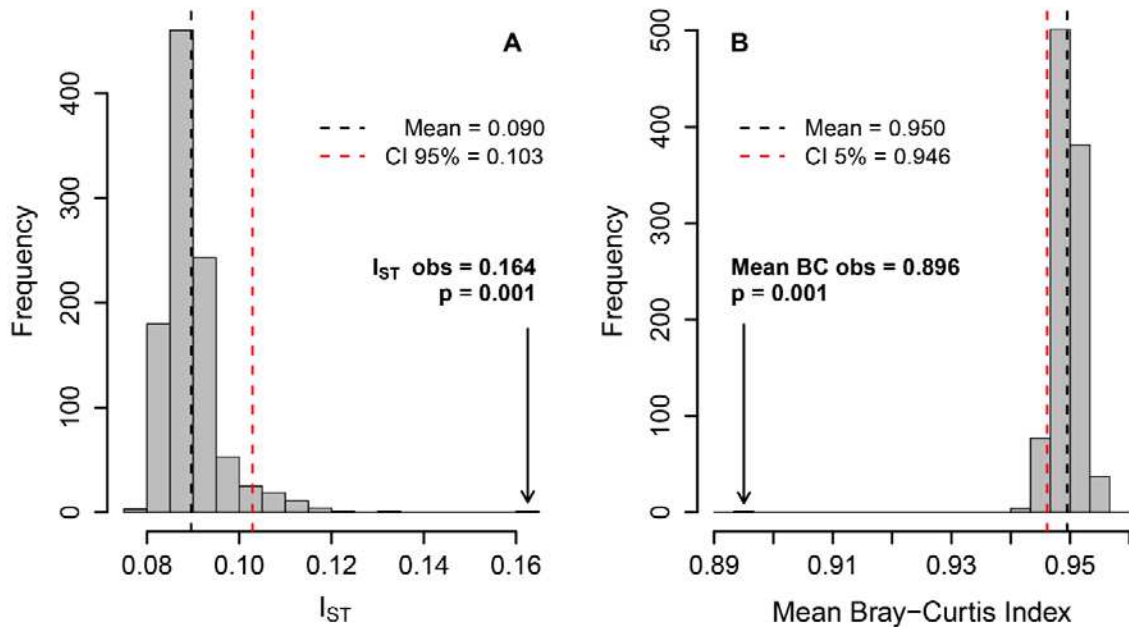 A
Mean = 0.090
CI 95% = 0.103
I_ST obs = 0.164
p = 0.001
Frequency
0
100
200
300
400
0.08
0.10
0.12
0.14
0.16
I_ST
B
Mean = 0.950
CI 5% = 0.946
Mean BC obs = 0.896
p = 0.001
Frequency
0
100
200
300
400
500
0.89
0.91
0.93
0.95
Mean Bray−Curtis Index